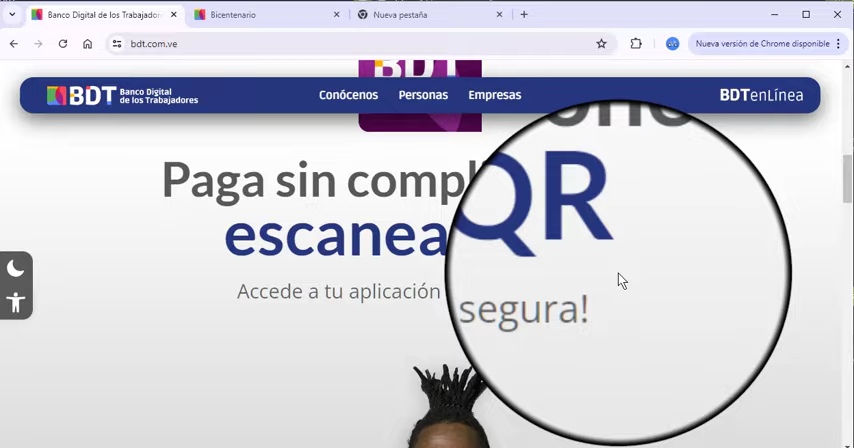 Banco Digital de los Trabajador
Bicentenario
Nueva pestaña
bdt.com.ve
Nueva versión de Chrome disponible
BDT
BDT Banco Digital
de los Trabajadores
Conócenos Personas Empresas
BDTenLínea
Paga sin compl
escanea QR
Accede a tu aplicación segura!